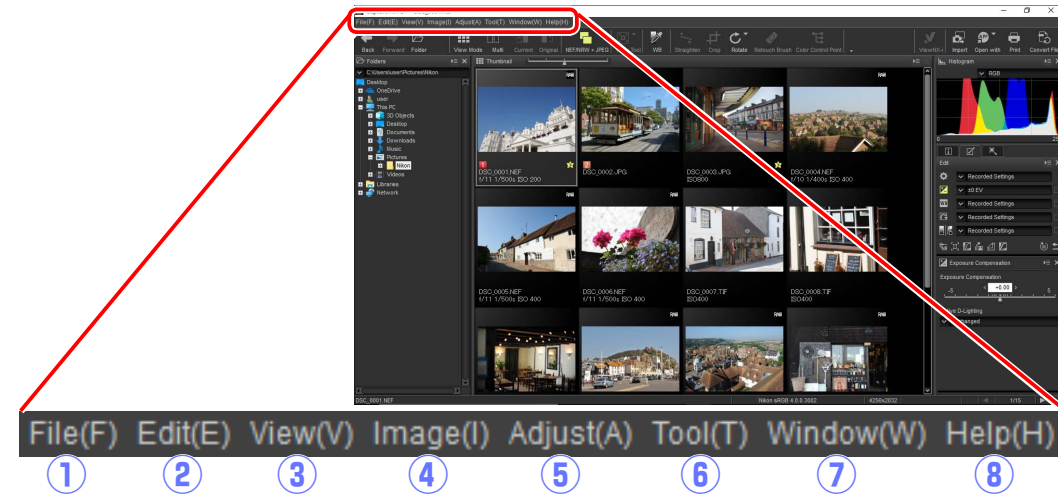 File(F) Edit(E) View(V) Image(I) Adjust(A) Tool(T) Window(W) Help(H)
Back Forward Folder View Mode Multi Current Original NEF/NRW + JPEG Tool WB Straighten Crop Rotate Retouch Brush Color Control Point ViewNX-i Import Open with Print Convert File
Folders Thumbnail Histogram
C:\Users\user\Pictures\Nikon RGB
Desktop
OneDrive
user
This PC
3D Objects
Desktop
Documents
Downloads
Music
Pictures
Nikon
Videos
Libraries
Network
1 DSC_0001.NEF
f/11 1/500s ISO 200
2 DSC_0002.JPG
DSC_0003.JPG
ISO800
DSC_0004.NEF
f/10 1/400s ISO 400
DSC_0005.NEF
f/11 1/500s ISO 400
DSC_0006.NEF
f/11 1/500s ISO 400
DSC_0007.TIF
ISO400
DSC_0008.TIF
ISO400
Edit
Recorded Settings
±0 EV
Recorded Settings
Recorded Settings
Recorded Settings
Exposure Compensation
Exposure Compensation
-5 +0.00 5
D-Lighting
DSC_0001.NEF Nikon sRGB 4.0.0.3002 4256x2832 1/15
File(F) Edit(E) View(V) Image(I) Adjust(A) Tool(T) Window(W) Help(H)
1 2 3 4 5 6 7 8